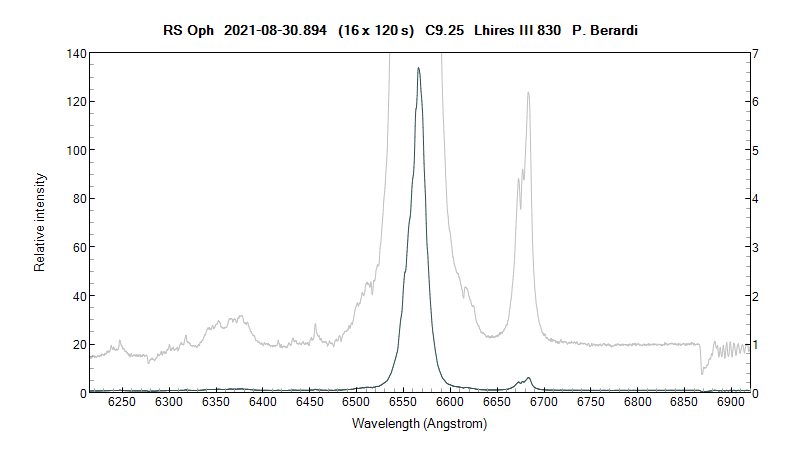 RS Oph 2021-08-30.894 (16 x 120 s) C9.25 Lhires III 830 P. Berardi
140 7
120 6
100 5
80 4
60 3
40 2
20 1
0 0
Relative intensity
6250 6300 6350 6400 6450 6500 6550 6600 6650 6700 6750 6800 6850 6900
Wavelength (Angstrom)